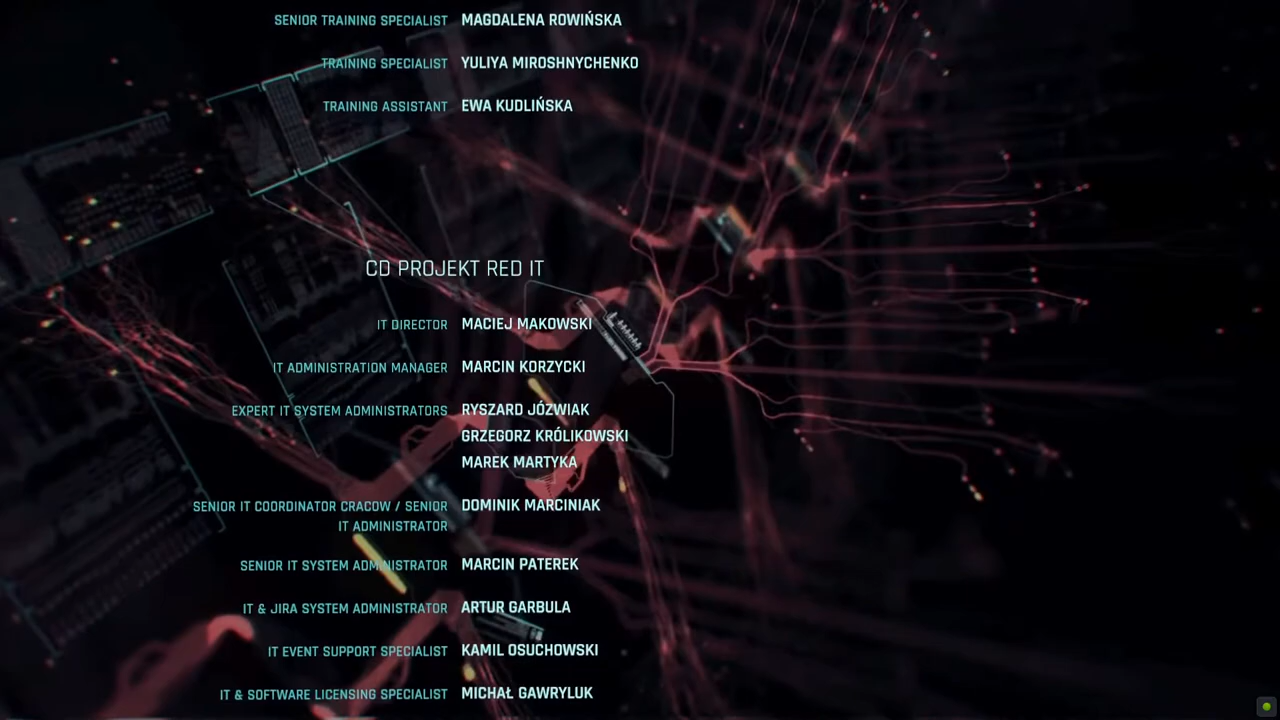 SENIOR TRAINING SPECIALIST MAGDALENA ROWIŃSKA
TRAINING SPECIALIST YULIYA MIROSHNYCHENKO
TRAINING ASSISTANT EWA KUDLIŃSKA
CD PROJEKT RED IT
IT DIRECTOR MACIEJ MAKOWSKI
IT ADMINISTRATION MANAGER MARCIN KORZYCKI
EXPERT IT SYSTEM ADMINISTRATORS RYSZARD JÓZWIAK
GRZEGORZ KRÓLIKOWSKI
MAREK MARTYKA
SENIOR IT COORDINATOR CRACOW / SENIOR DOMINIK MARCINIAK
IT ADMINISTRATOR
SENIOR IT SYSTEM ADMINISTRATOR MARCIN PATEREK
IT & JIRA SYSTEM ADMINISTRATOR ARTUR GARBULA
IT EVENT SUPPORT SPECIALIST KAMIL OSUCHOWSKI
IT & SOFTWARE LICENSING SPECIALIST MICHAŁ GAWRYLUK